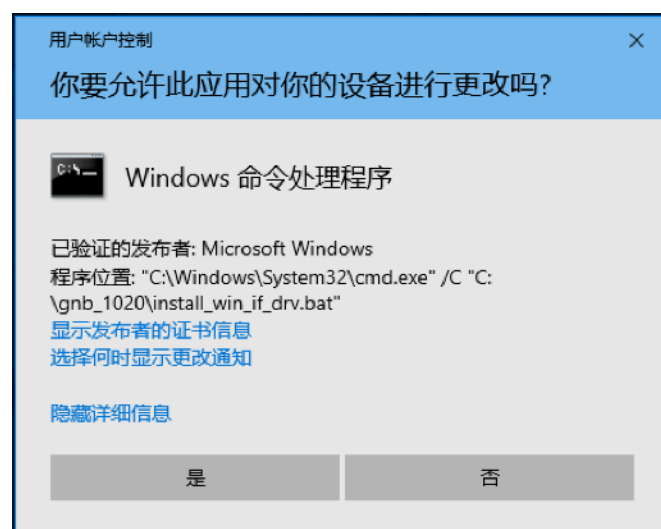 用户帐户控制
你要允许此应用对你的设备进行更改吗?
Windows 命令处理程序
已验证的发布者: Microsoft Windows
程序位置: "C:\Windows\System32\cmd.exe" /C "C:
\gnb_1020\install_win_if_drv.bat"
显示发布者的证书信息
选择何时显示更改通知
隐藏详细信息
是
否